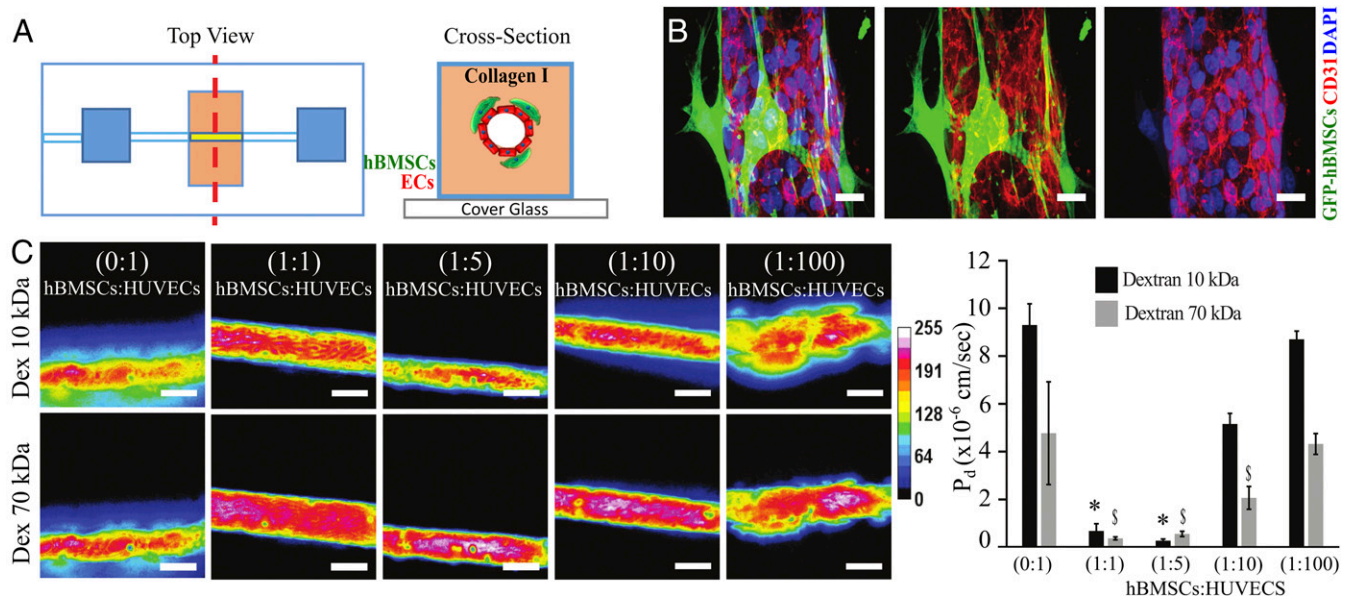 A
Top View
Cross-Section
Collagen I
hBMSCs
ECs
Cover Glass
B
GFP-hBMSCs CD31 DAPI
C
(0:1)
hBMSCs:HUVECs
(1:1)
hBMSCs:HUVECs
(1:5)
hBMSCs:HUVECs
(1:10)
hBMSCs:HUVECs
(1:100)
hBMSCs:HUVECs
Dex 10 kDa
Dex 70 kDa
255
191
128
64
0
Dextran 10 kDa
Dextran 70 kDa
Pd (x10-6 cm/sec)
12
10
8
6
4
2
0
* $
* $
$
(0:1) (1:1) (1:5) (1:10) (1:100)
hBMSCs:HUVECS